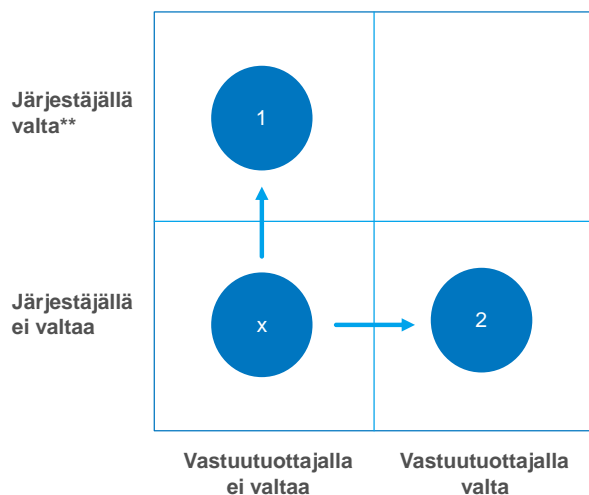 Järjestäjällä
valta**
1
Järjestäjällä
ei valtaa
x
2
Vastuutuottajalla
ei valtaa
Vastuutuottajalla
valta